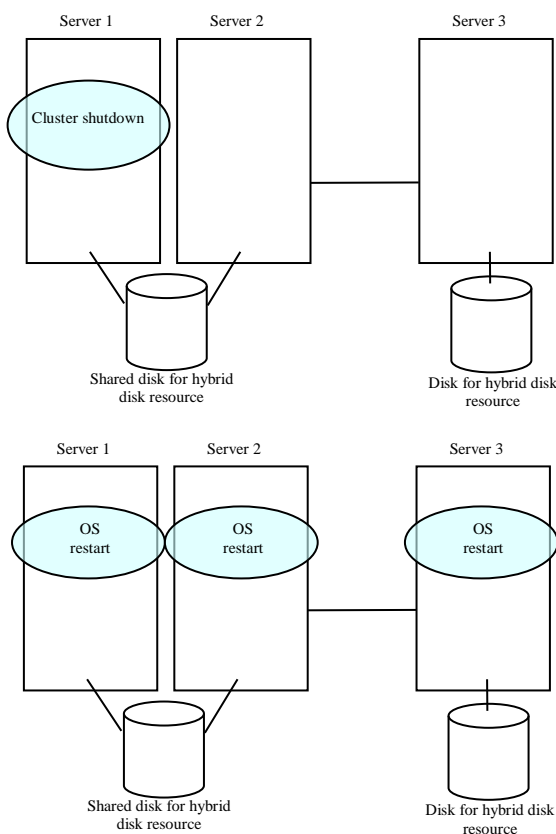 Server 1
Server 2
Server 3
Cluster shutdown
Shared disk for hybrid
disk resource
Disk for hybrid disk
resource
Server 1
Server 2
Server 3
OS
restart
OS
restart
OS
restart
Shared disk for hybrid
disk resource
Disk for hybrid disk
resource